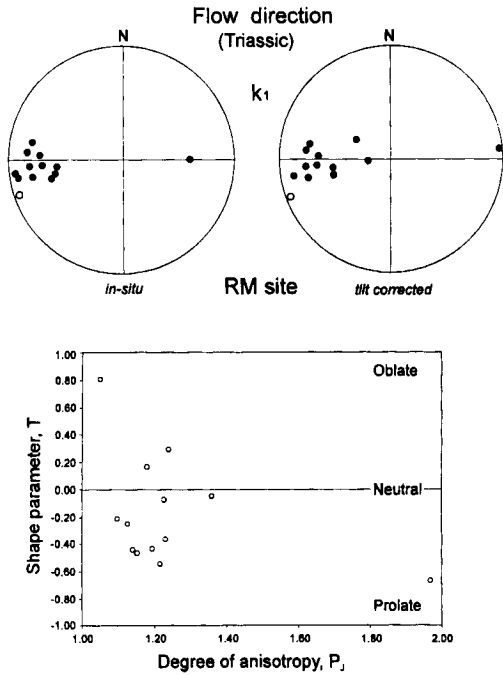 Flow direction
(Triassic)
N
N
k₁
in-situ
RM site
tilt corrected
Shape parameter, T
1.00
0.80
0.60
0.40
0.20
0.00
-0.20
-0.40
-0.60
-0.80
-1.00
Oblate
Neutral
Prolate
1.00
1.20
1.40
1.60
1.80
2.00
Degree of anisotropy, PJ